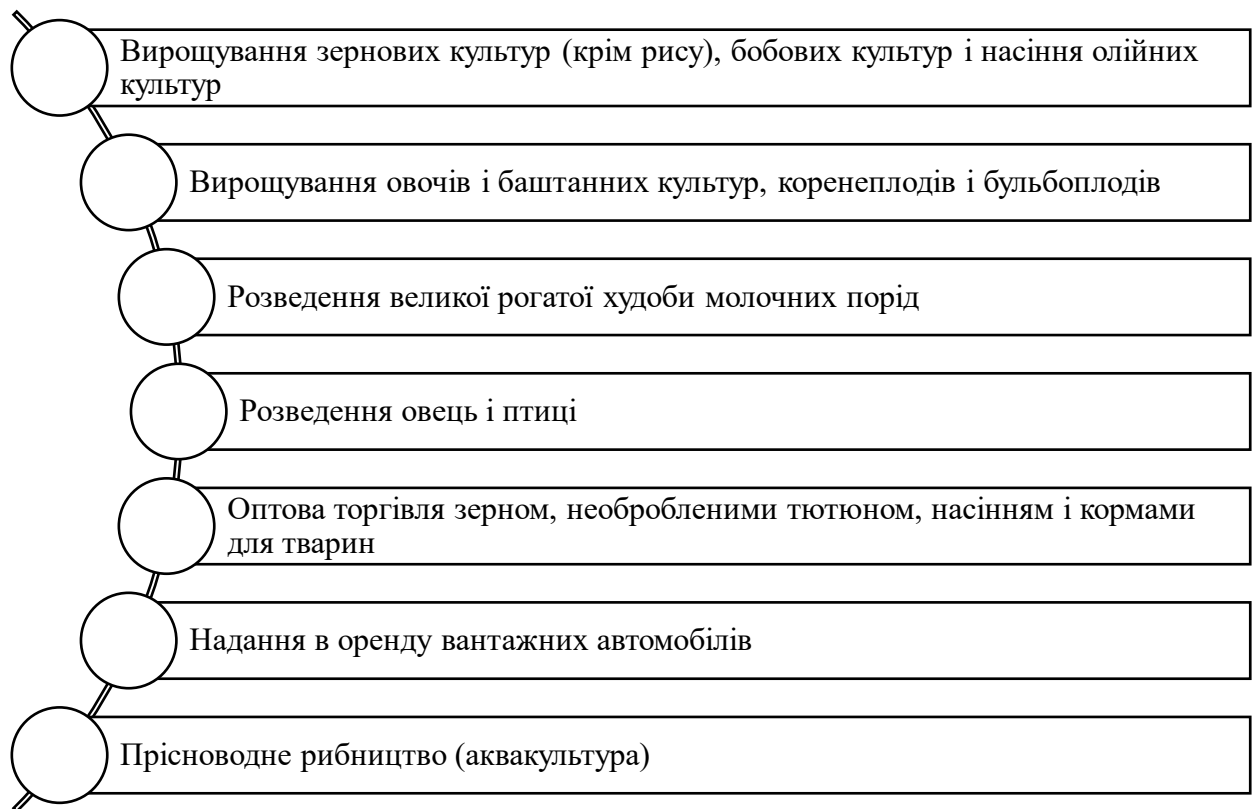 Вирощування зернових культур (крім рису), бобових культур і насіння олійних
культур
Вирощування овочів і баштанних культур, коренеплодів і бульбоплодів
Розведення великої рогатої худоби молочних порід
Розведення овець і птиці
Оптова торгівля зерном, необробленими тютюном, насінням і кормами
для тварин
Надання в оренду вантажних автомобілів
Прісноводне рибництво (аквакультура)